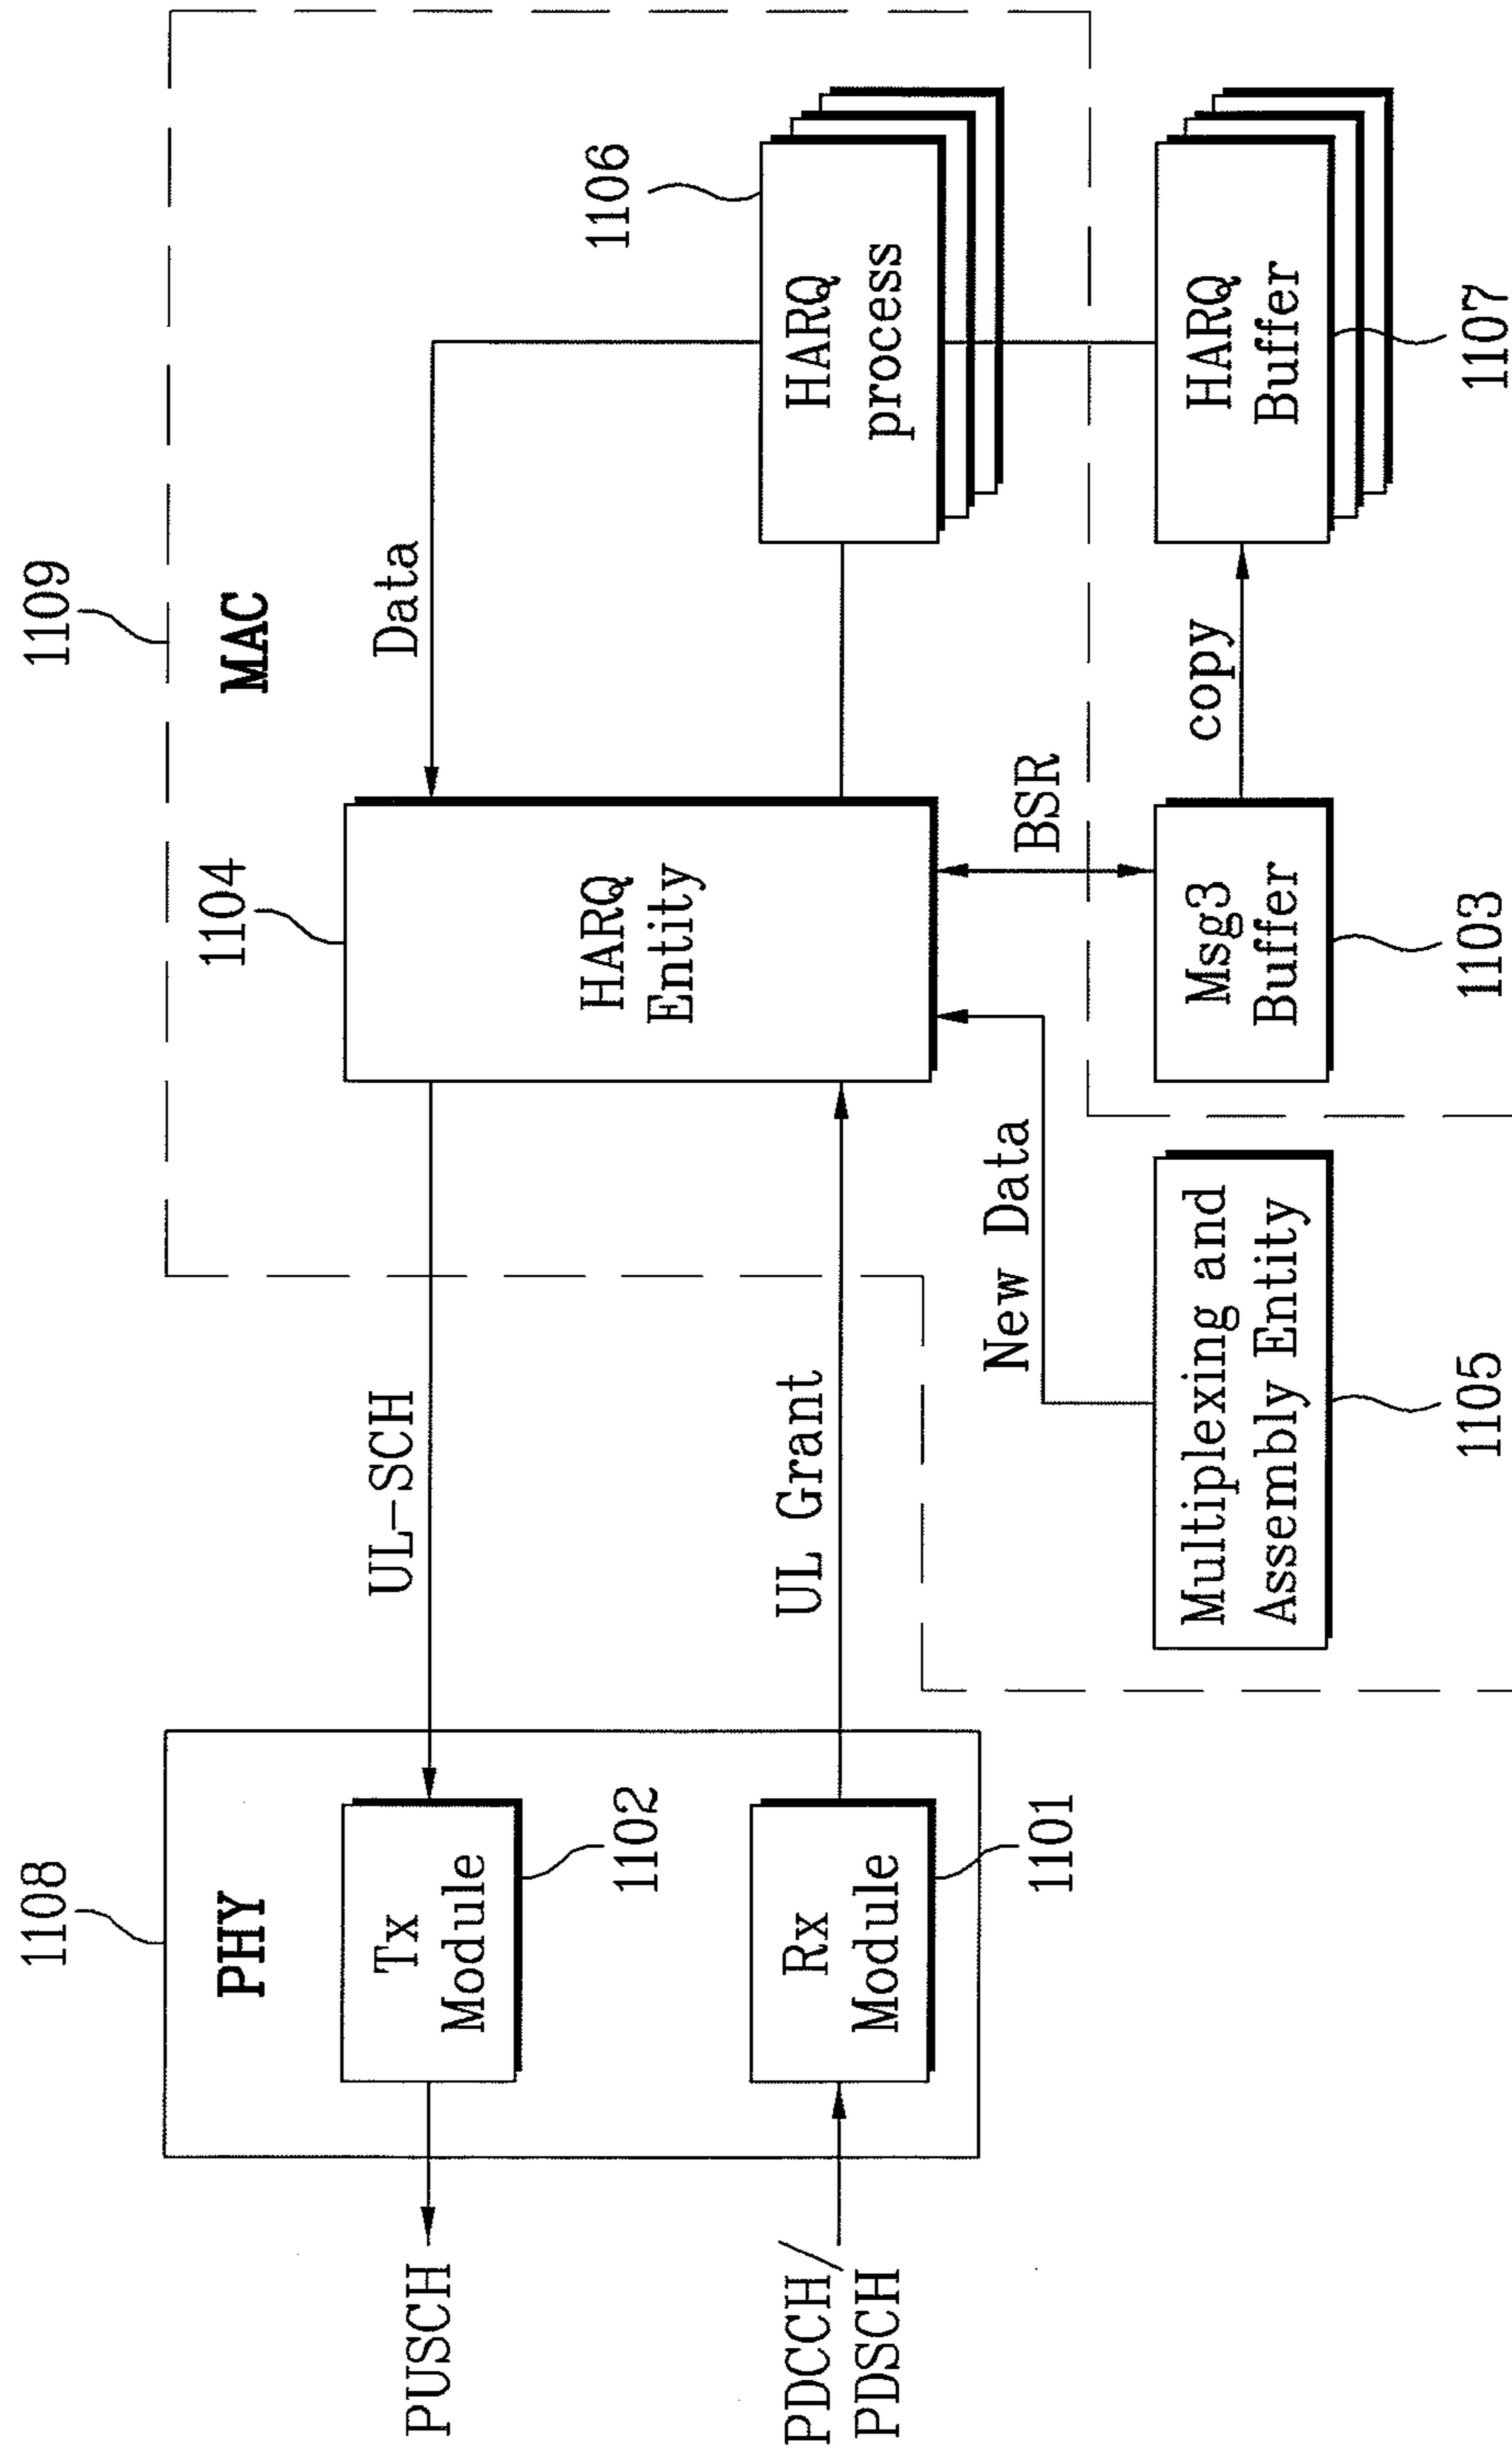 1108
PHY
Tx
Module
1102
Rx
Module
1101
PUSCH
PDCCH/
PDSCH
UL-SCH
UL Grant
1109
MAC
1104
HARQ
Entity
Data
1106
HARQ
process
New Data
BSR
Multiplexing and
Assembly Entity
1105
Msg3
Buffer
1103
copy
HARQ
Buffer
1107